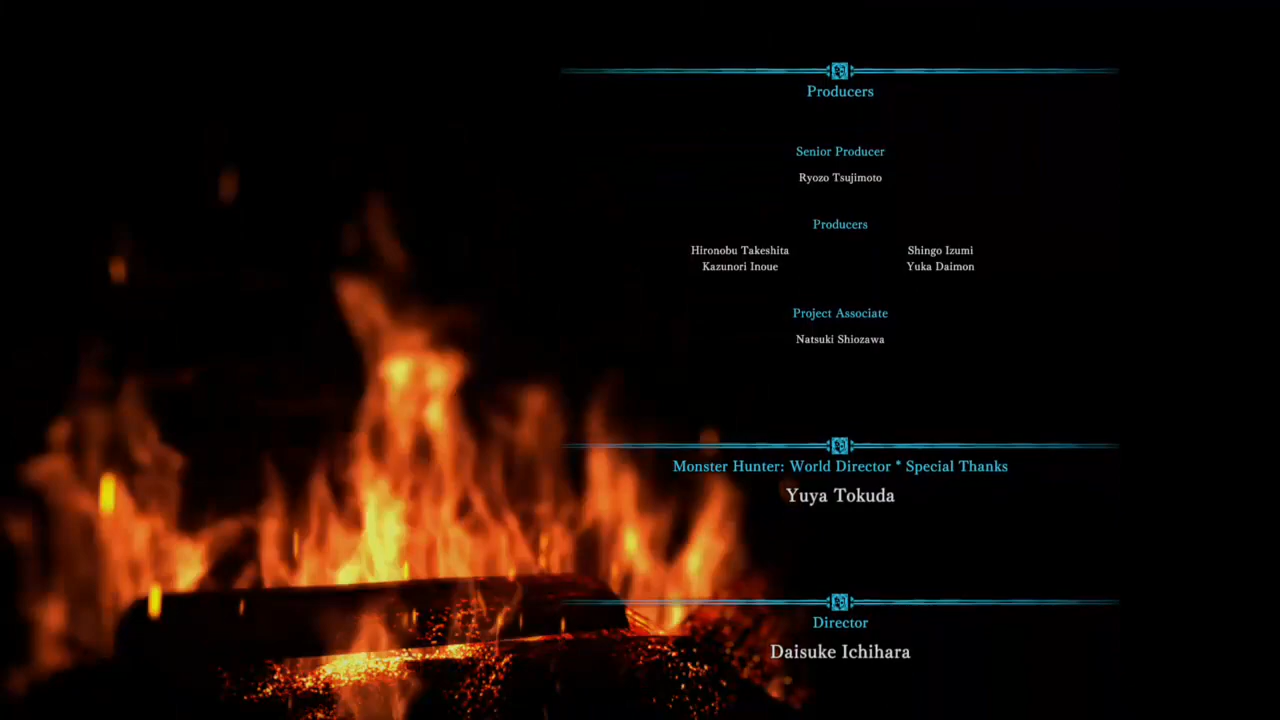 Producers
Senior Producer
Ryozo Tsujimoto
Producers
Hironobu Takeshita Shingo Izumi
Kazunori Inoue Yuka Daimon
Project Associate
Natsuki Shiozawa
Monster Hunter: World Director * Special Thanks
Yuya Tokuda
Director
Daisuke Ichihara